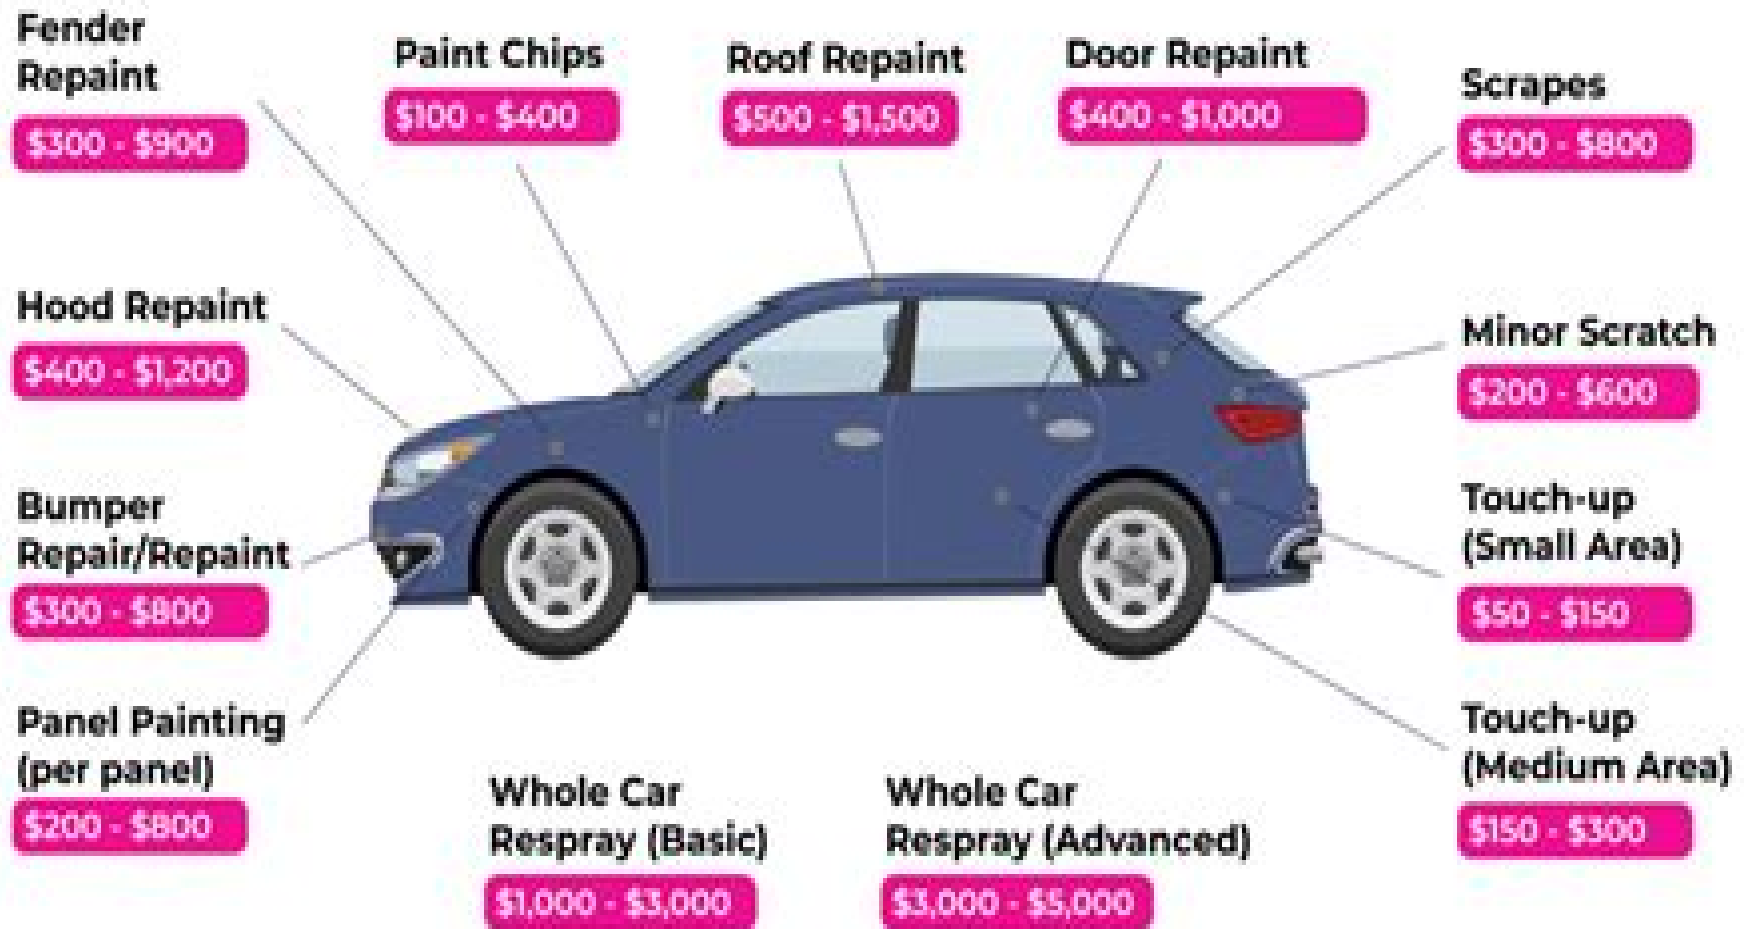 Fender
Repaint
$300 - $900
Paint Chips
$100 - $400
Roof Repaint
$500 - $1,500
Door Repaint
$400 - $1,000
Scrapes
$300 - $800
Hood Repaint
$400 - $1,200
Minor Scratch
$200 - $600
Bumper
Repair/Repaint
$300 - $800
Touch-up
(Small Area)
$50 - $150
Panel Painting
(per panel)
$200 - $800
Touch-up
(Medium Area)
$150 - $300
Whole Car
Respray (Basic)
$1,000 - $3,000
Whole Car
Respray (Advanced)
$3,000 - $5,000